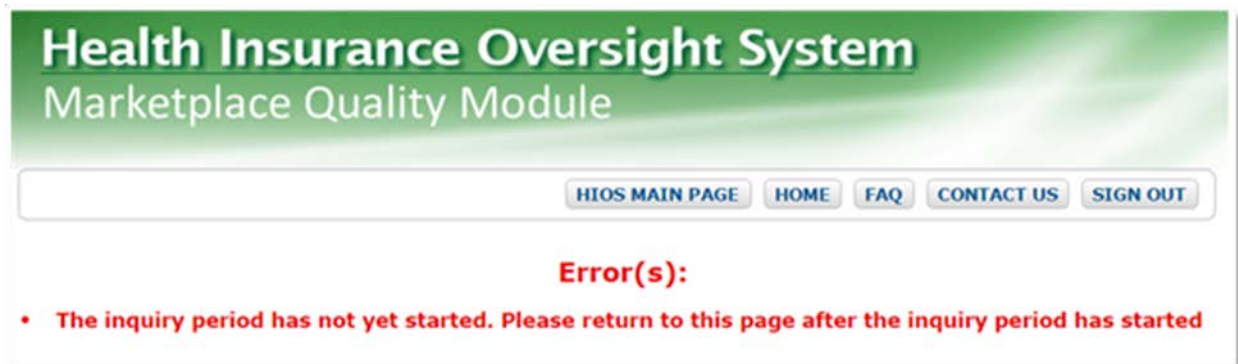 Health Insurance Oversight System
Marketplace Quality Module
HIOS MAIN PAGE HOME FAQ CONTACT US SIGN OUT
Error(s):
• The inquiry period has not yet started. Please return to this page after the inquiry period has started